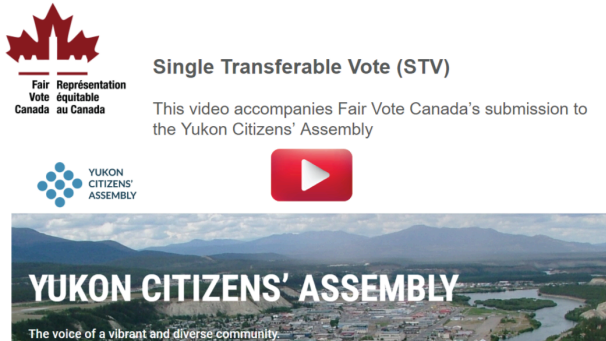 Fair Représentation
Vote équitable
Canada au Canada
Single Transferable Vote (STV)
This video accompanies Fair Vote Canada's submission to
the Yukon Citizens' Assembly
YUKON
CITIZENS'
ASSEMBLY
YUKON CITIZENS' ASSEMBLY
The voice of a vibrant and diverse community.